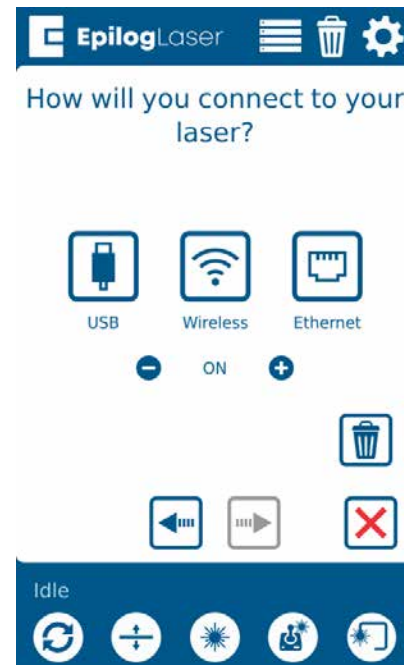 EpilogLaser
How will you connect to your
laser?
USB
Wireless
Ethernet
ON
Idle